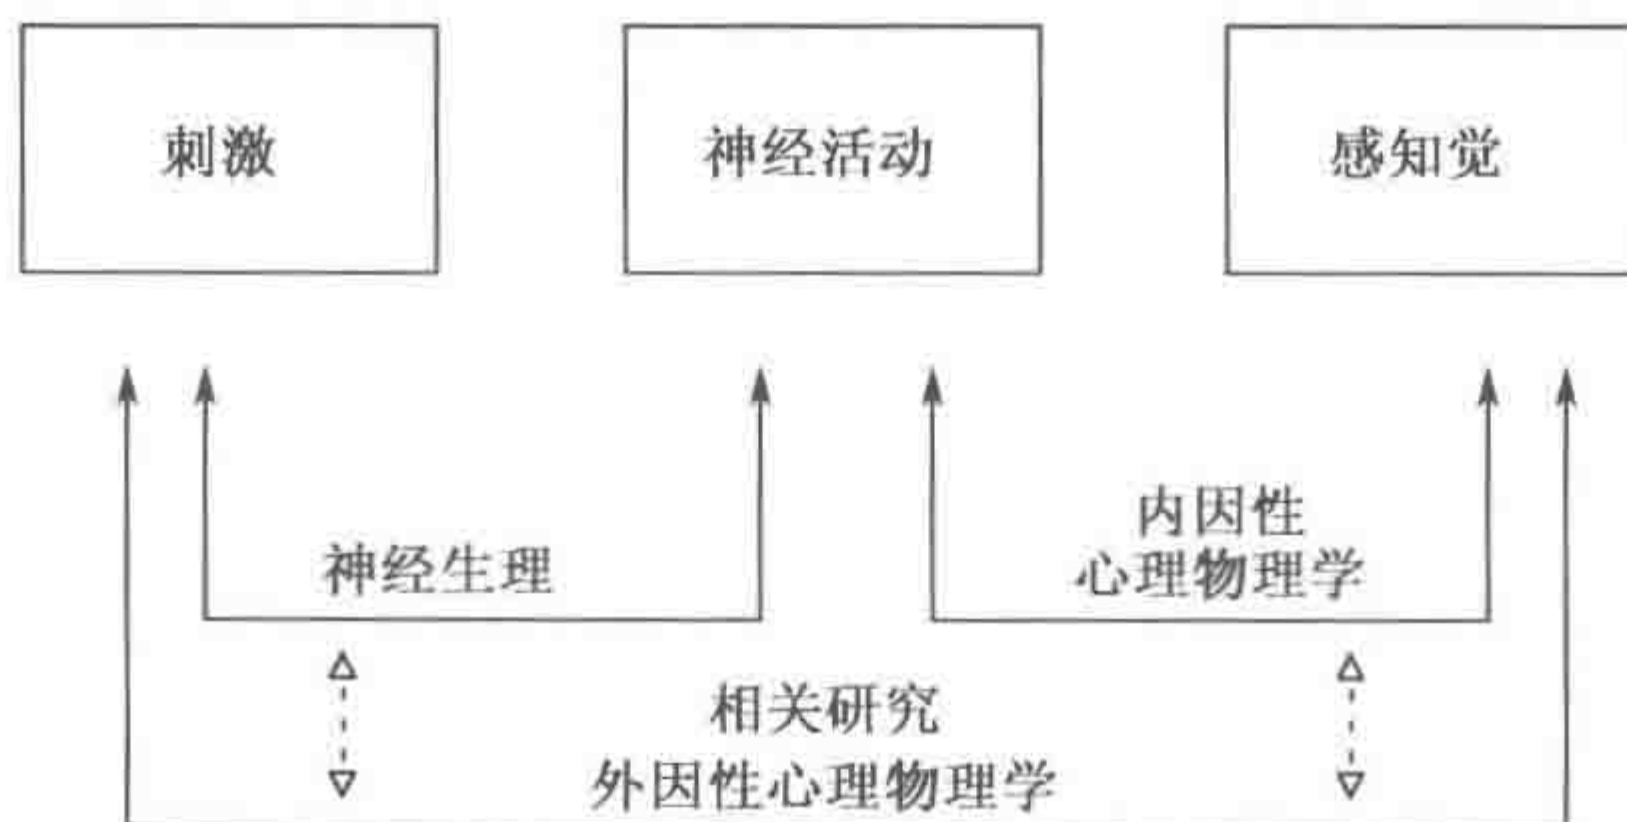 刺激
神经活动
感知觉
神经生理
内因性
心理物理学
相关研究
外因性心理物理学